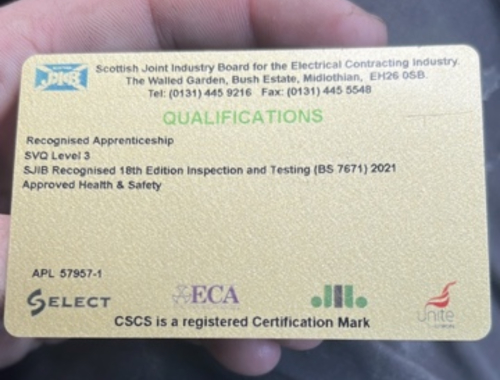 SJIB
Scottish Joint Industry Board for the Electrical Contracting Industry.
The Walled Garden, Bush Estate, Midlothian, EH26 0SB.
Tel: (0131) 445 9216 Fax: (0131) 445 5548
QUALIFICATIONS
Recognised Apprenticeship
SVQ Level 3
SJIB Recognised 18th Edition Inspection and Testing (BS 7671) 2021
Approved Health & Safety
APL 57957-1
SELECT
ECA
unite
CSCS is a registered Certification Mark